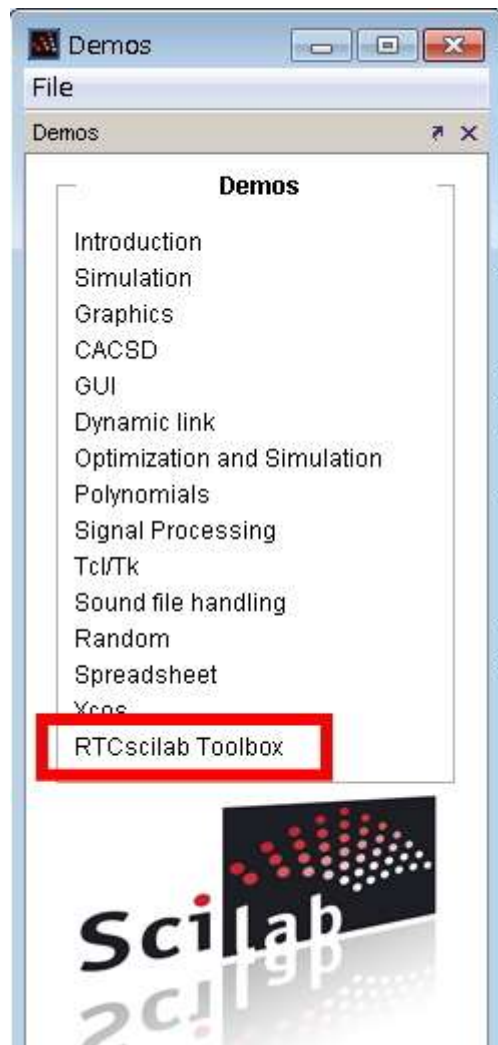 Demos
File
Demos
Demos
Introduction
Simulation
Graphics
CACSD
GUI
Dynamic link
Optimization and Simulation
Polynomials
Signal Processing
Tcl/Tk
Sound file handling
Random
Spreadsheet
Xcos
RTCscilab Toolbox
Scilab